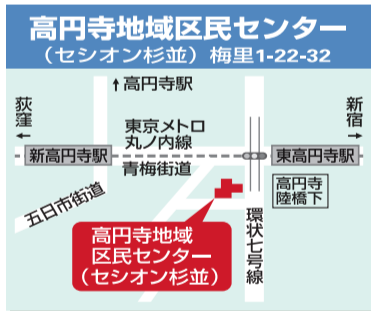 高円寺地域区民センター
（セシオン杉並）梅里1-22-32
↑高円寺駅
荻窪
←
新宿
→
東京メトロ
丸ノ内線
新高円寺駅
東高円寺駅
青梅街道
高円寺
陸橋下
五日市街道
環状七号線
高円寺地域
区民センター
（セシオン杉並）